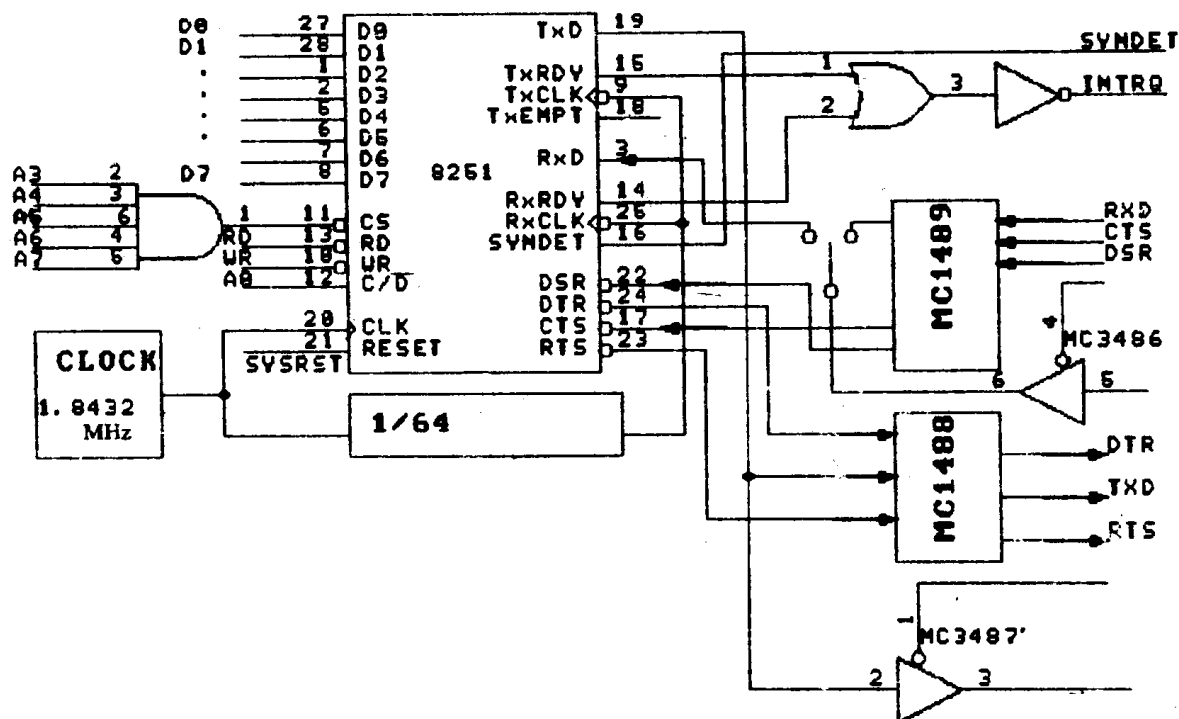 D0 27 D0 TxD 19
D1 28 D1 SYNDET
1 D2 TxRDY 15 1
2 D3 TxCLK 9 3 INTRQ
5 D4 TxEMPT 18 2
6 D5
7 D6 RxD 3
D7 8 D7 8251
A3 2 RxRDY 14
A4 3 RxCLK 25
A5 6 1 11 CS SYNDET 16
A6 4 RD 13 RD
A7 5 WR 10 WR
A0 12 C/D
MC1489 RXD
CTS
DSR
DSR 22
DTR 24
20 CLK CTS 17
21 RESET RTS 23
SYSRST
CLOCK
1.8432
MHz
1/64
4
MC3486
6 5
MC1488 DTR
TXD
RTS
1
MC3487'
2 3